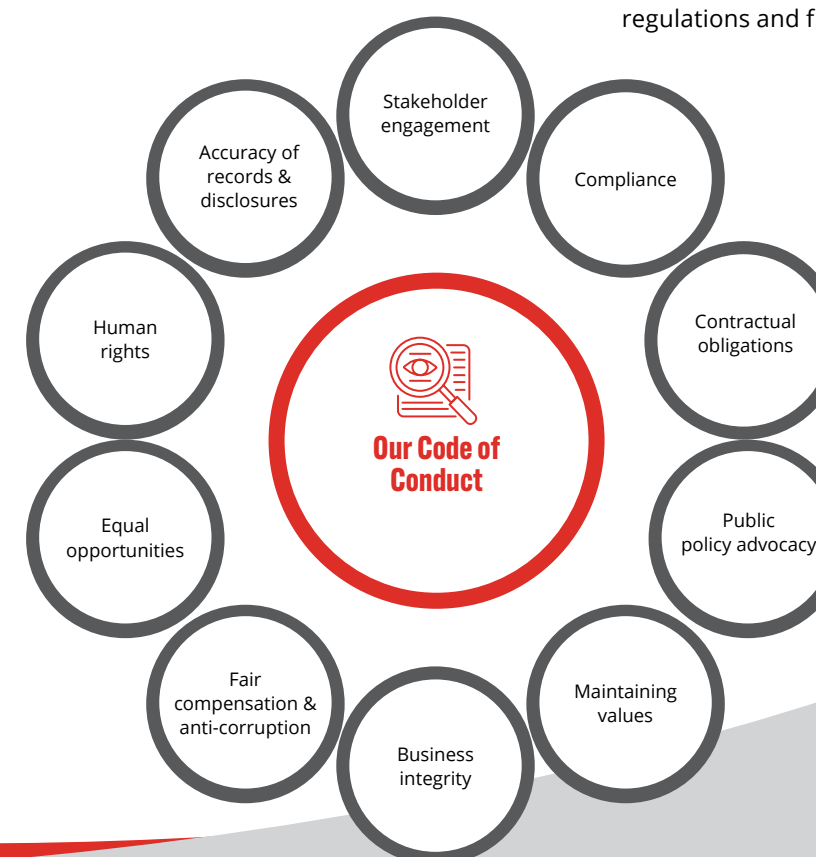 regulations and f
Stakeholder
engagement
Compliance
Contractual
obligations
Public
policy advocacy
Maintaining
values
Business
integrity
Fair
compensation &
anti-corruption
Equal
opportunities
Human
rights
Accuracy of
records &
disclosures
Our Code of
Conduct